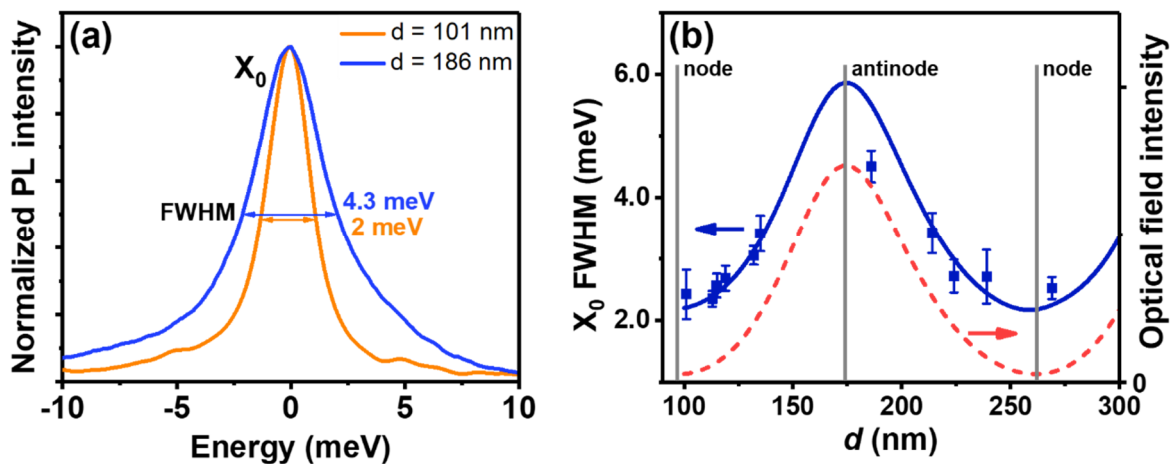 (a)
d = 101 nm
d = 186 nm
X0
FWHM
4.3 meV
2 meV
Normalized PL intensity
-10
-5
0
5
10
Energy (meV)
(b)
node
antinode
node
6.0
4.0
2.0
X0 FWHM (meV)
0
Optical field intensity
100
150
200
250
300
d (nm)